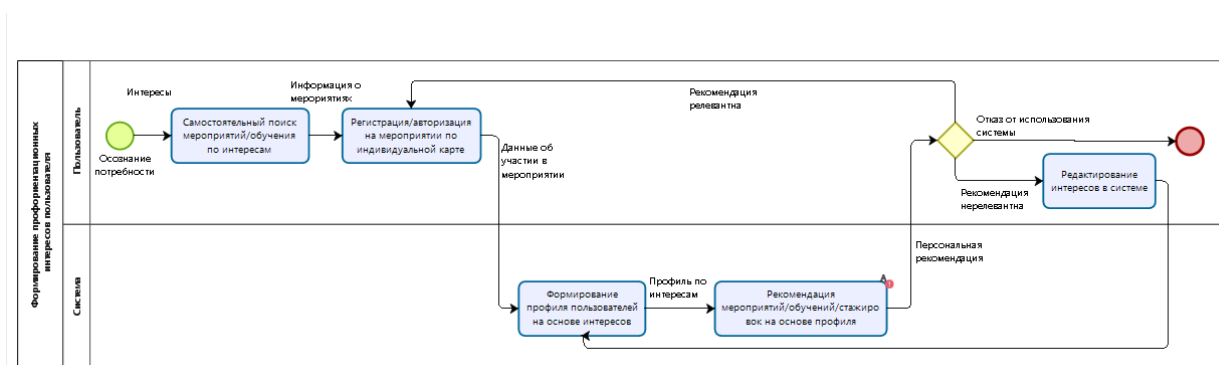 Формирование профориентационных
интересов пользователя
Пользователь
Система
Интересы
Осознание
потребности
Самостоятельный поиск
мероприятий/обучения
по интересам
Информация о
мерориятиях
Регистрация/авторизация
на мероприятии по
индивидуальной карте
Данные об
участии в
мероприятии
Рекомендация
релевантна
Отказ от использования
системы
Рекомендация
нерелевантна
Редактирование
интересов в системе
Персональная
рекомендация
Формирование
профиля пользователей
на основе интересов
Профиль по
интересам
Рекомендация
мероприятий/обучений/стажиро
вок на основе профиля